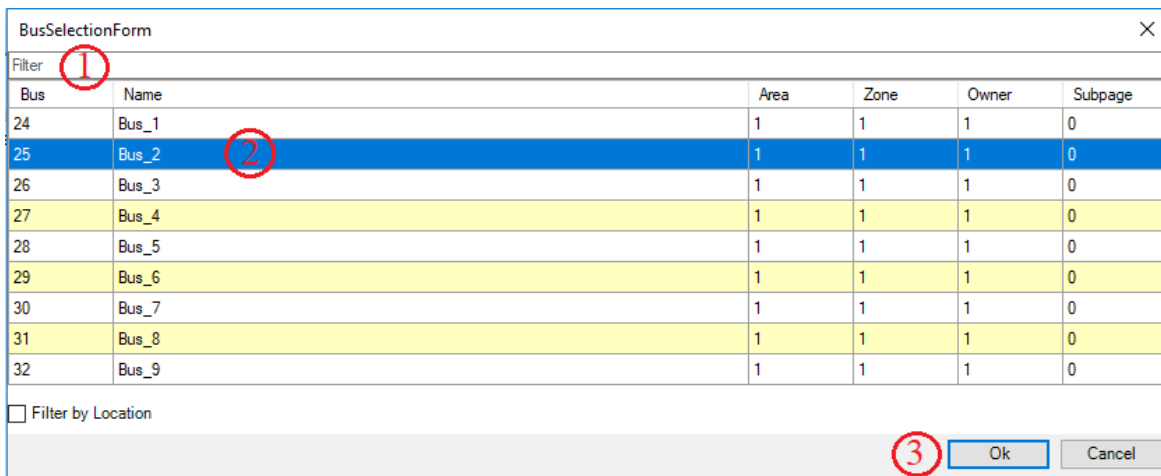 BusSelectionForm
Filter 1
Bus Name Area Zone Owner Subpage
24 Bus_1 1 1 1 0
25 Bus_2 2 1 1 1 0
26 Bus_3 1 1 1 0
27 Bus_4 1 1 1 0
28 Bus_5 1 1 1 0
29 Bus_6 1 1 1 0
30 Bus_7 1 1 1 0
31 Bus_8 1 1 1 0
32 Bus_9 1 1 1 0
Filter by Location
3 Ok Cancel